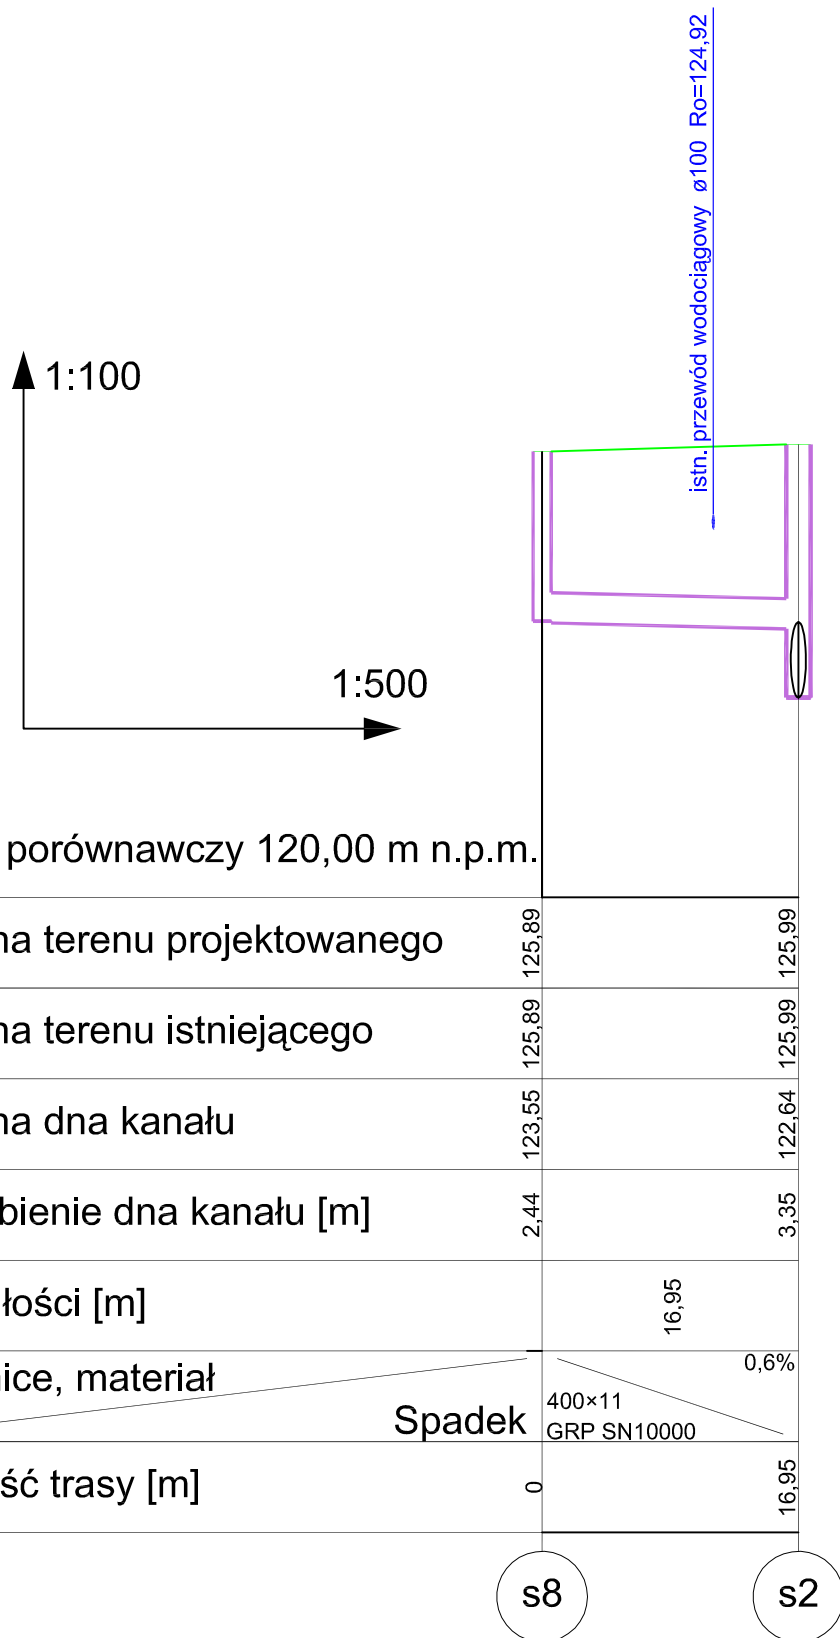 istn. przewód wodociągowy ø100 Ro=124,92
1:100
1:500
porównawczy 120,00 m n.p.m.
na terenu projektowanego
125,89
125,99
na terenu istniejącego
125,89
125,99
na dna kanału
123,55
122,64
bienie dna kanału [m]
2,44
3,35
łości [m]
16,95
nice, materiał
0,6%
Spadek
400×11
GRP SN10000
ść trasy [m]
0
16,95
s8
s2